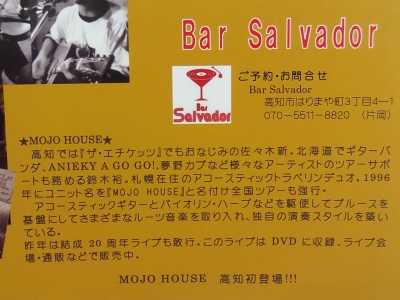 Bar Salvador
Bar
Salvador
ご予約・お問合せ
Bar Salvador
高知市はりまや町3丁目4―1
070-5511-8820 (片岡)
★MOJO HOUSE★
高知では『ザ・エチケッツ』でもおなじみの佐々木新。北海道でギターパ
ンダ、ANIEKY A GO GO!,夢野カブなど様々なアーティストのツアーサポ
ートも務める鈴木裕。札幌在住のアコースティックトラベリンデュオ。1996
年にユニット名を『MOJO HOUSE』と名付け全国ツアーも強行・
アコースティックギターとバイオリン・ハープなどを駆使してブルースを
基盤にしてさまざまなルーツ音楽を取り入れ、独自の演奏スタイルを築い
ている。
昨年は結成 20 周年ライブも敢行。このライブは DVD に収録、ライブ会
場・通販などで販売中。
MOJO HOUSE 高知初登場!!!